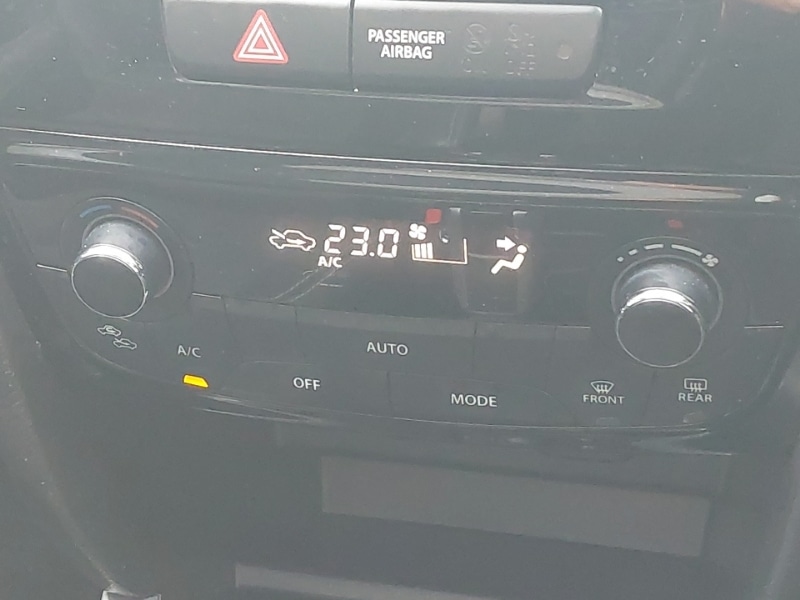 PASSENGER
AIRBAG
23.0
A/C
A/C
AUTO
OFF
MODE
FRONT
REAR